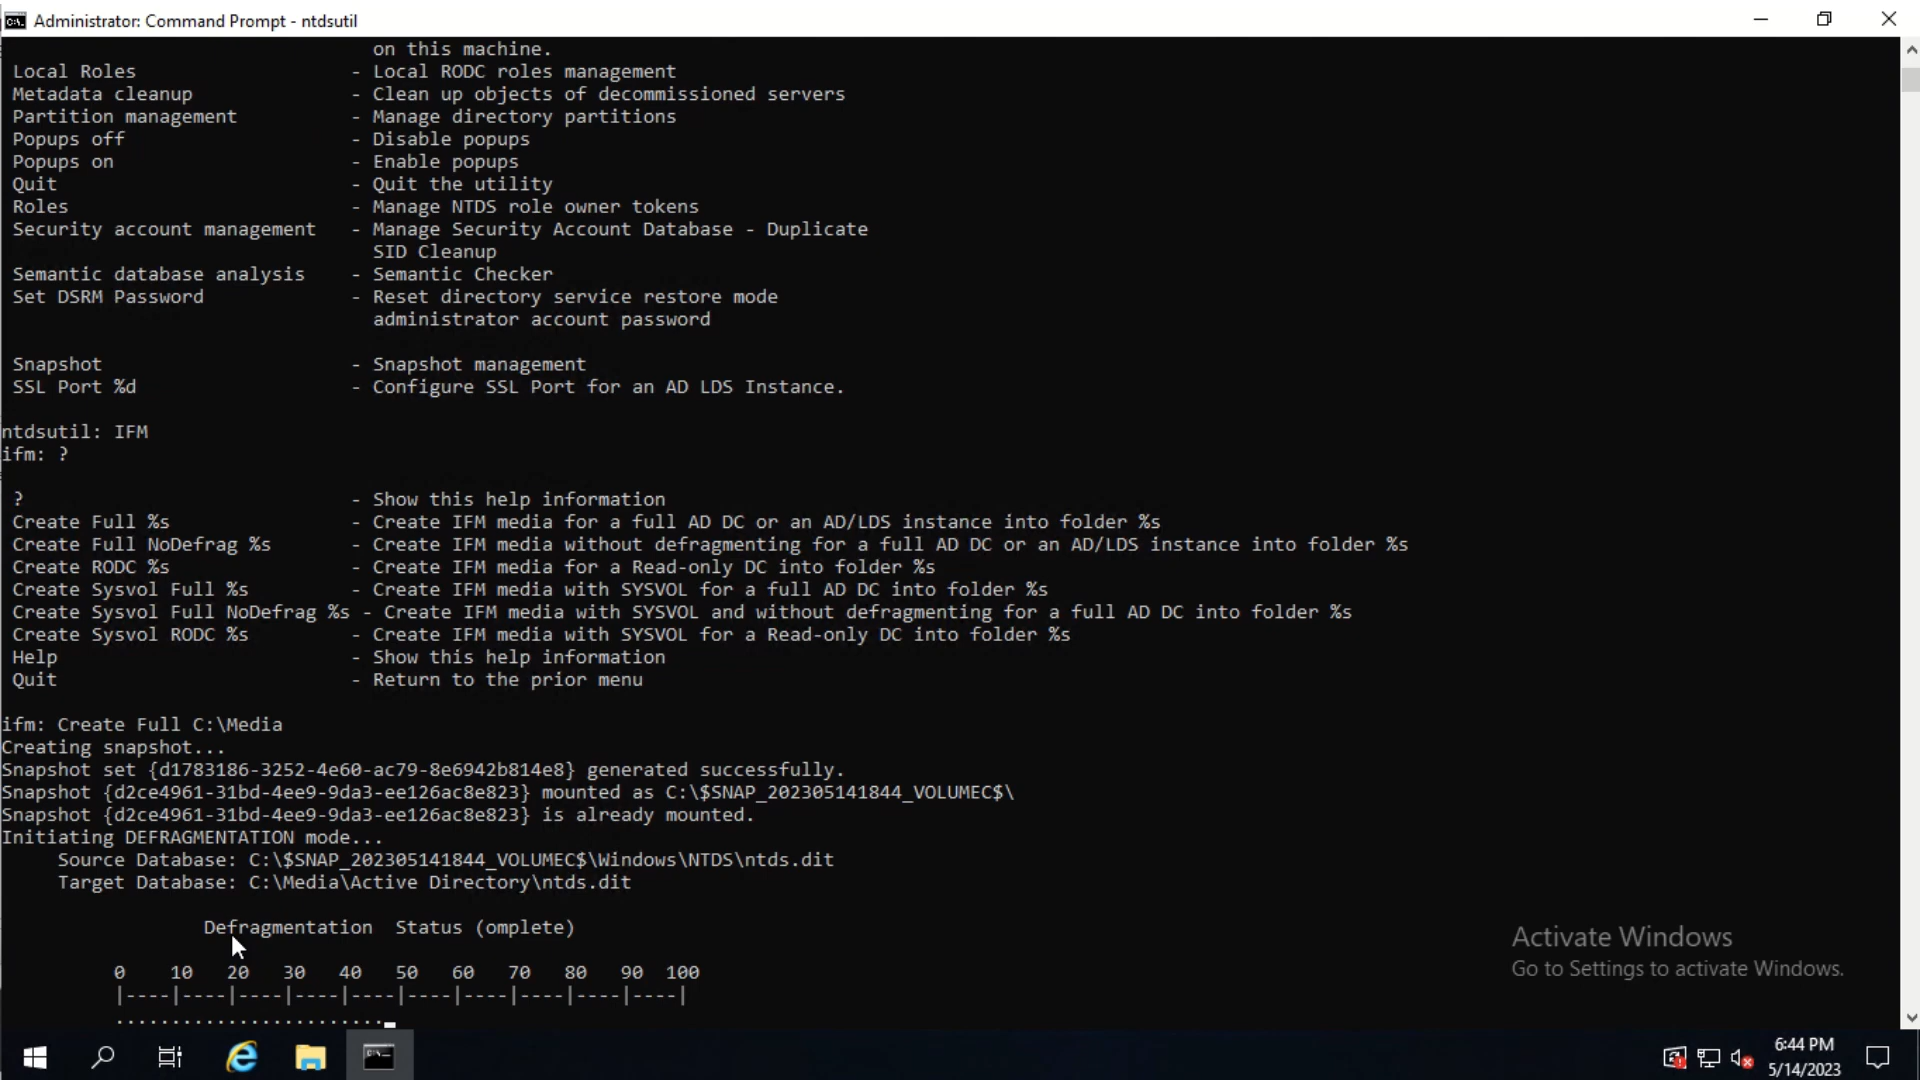 Administrator: Command Prompt - ntdsutil
on this machine.
Local Roles - Local RODC roles management
Metadata cleanup - Clean up objects of decommissioned servers
Partition management - Manage directory partitions
Popups off - Disable popups
Popups on - Enable popups
Quit - Quit the utility
Roles - Manage NTDS role owner tokens
Security account management - Manage Security Account Database - Duplicate
SID Cleanup
Semantic database analysis - Semantic Checker
Set DSRM Password - Reset directory service restore mode
administrator account password
Snapshot - Snapshot management
SSL Port %d - Configure SSL Port for an AD LDS Instance.
ntdsutil: IFM
ifm: ?
? - Show this help information
Create Full %s - Create IFM media for a full AD DC or an AD/LDS instance into folder %s
Create Full NoDefrag %s - Create IFM media without defragmenting for a full AD DC or an AD/LDS instance into folder %s
Create RODC %s - Create IFM media for a Read-only DC into folder %s
Create Sysvol Full %s - Create IFM media with SYSVOL for a full AD DC into folder %s
Create Sysvol Full NoDefrag %s - Create IFM media with SYSVOL and without defragmenting for a full AD DC into folder %s
Create Sysvol RODC %s - Create IFM media with SYSVOL for a Read-only DC into folder %s
Help - Show this help information
Quit - Return to the prior menu
ifm: Create Full C:\Media
Creating snapshot...
Snapshot set {d1783186-3252-4e60-ac79-8e6942b814e8} generated successfully.
Snapshot {d2ce4961-31bd-4ee9-9da3-ee126ac8e823} mounted as C:\$SNAP_202305141844_VOLUMEC$\
Snapshot {d2ce4961-31bd-4ee9-9da3-ee126ac8e823} is already mounted.
Initiating DEFRAGMENTATION mode...
Source Database: C:\$SNAP_202305141844_VOLUMEC$\Windows\NTDS\ntds.dit
Target Database: C:\Media\Active Directory\ntds.dit
Defragmentation  Status (omplete)
0 10 20 30 40 50 60 70 80 90 100
|----|----|----|----|----|----|----|----|----|----|
........................
Activate Windows
Go to Settings to activate Windows.
6:44 PM
5/14/2023